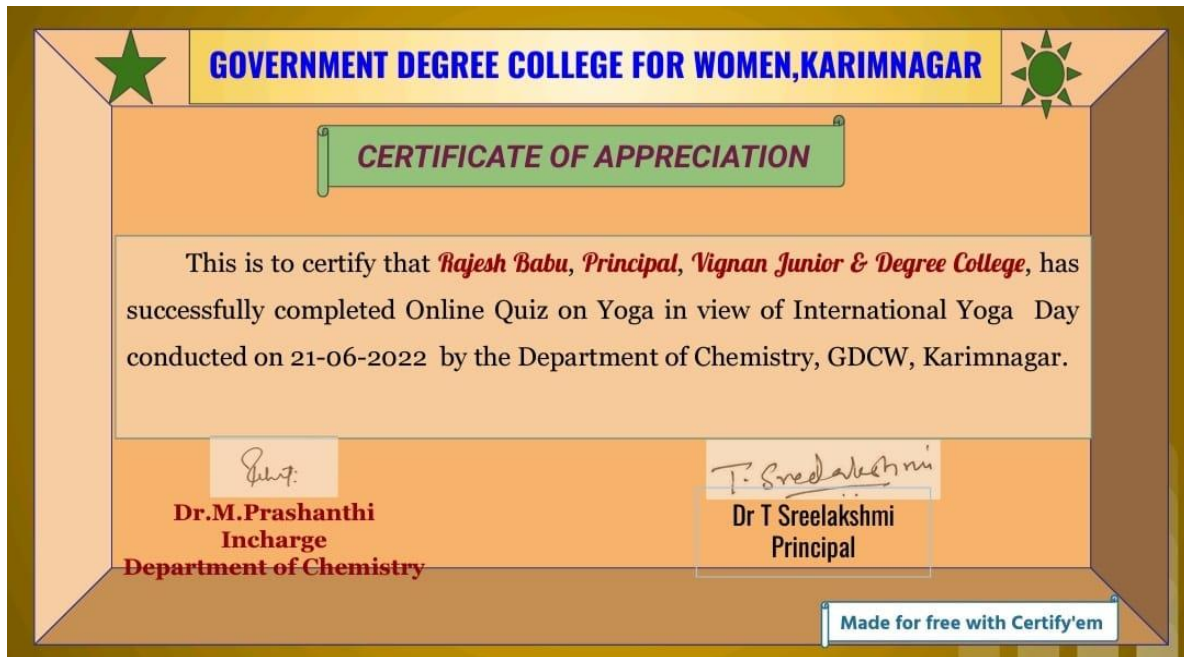 GOVERNMENT DEGREE COLLEGE FOR WOMEN,KARIMNAGAR
CERTIFICATE OF APPRECIATION
This is to certify that Rajesh Babu, Principal, Vignan Junior & Degree College, has
successfully completed Online Quiz on Yoga in view of International Yoga Day
conducted on 21-06-2022 by the Department of Chemistry, GDCW, Karimnagar.
T. Sreelakshmi
Dr.M.Prashanthi
Incharge
Department of Chemistry
Dr T Sreelakshmi
Principal
Made for free with Certify'em